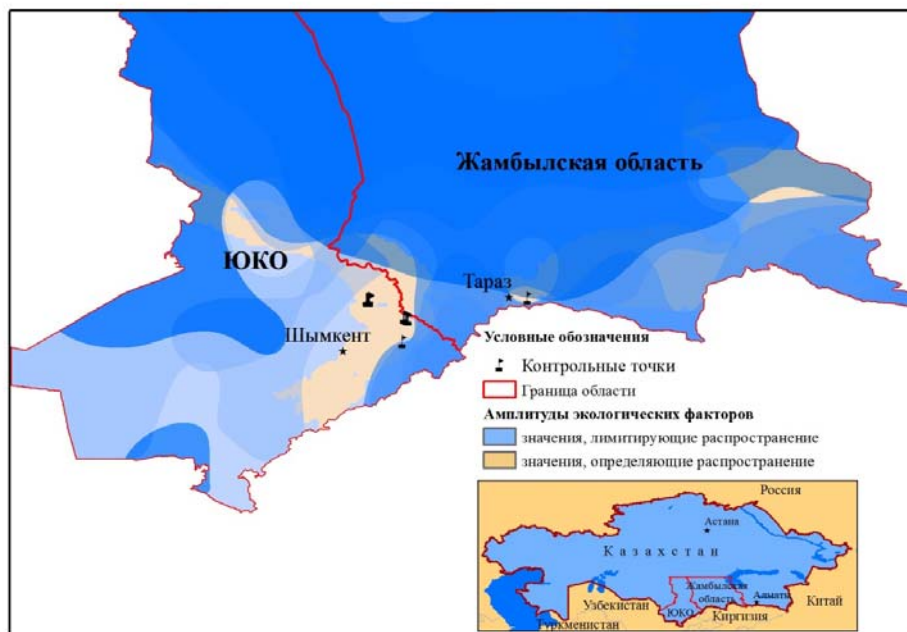 Жамбылская область
ЮКО
Тараз
Шымкент
Условные обозначения
Контрольные точки
Граница области
Амплитуды экологических факторов
значения, лимитирующие распространение
значения, определяющие распространение
Россия
Астана
Казахстан
Жамбылская
область
Алматы
Китай
Узбекистан
ЮКО
Киргизия
Туркменистан